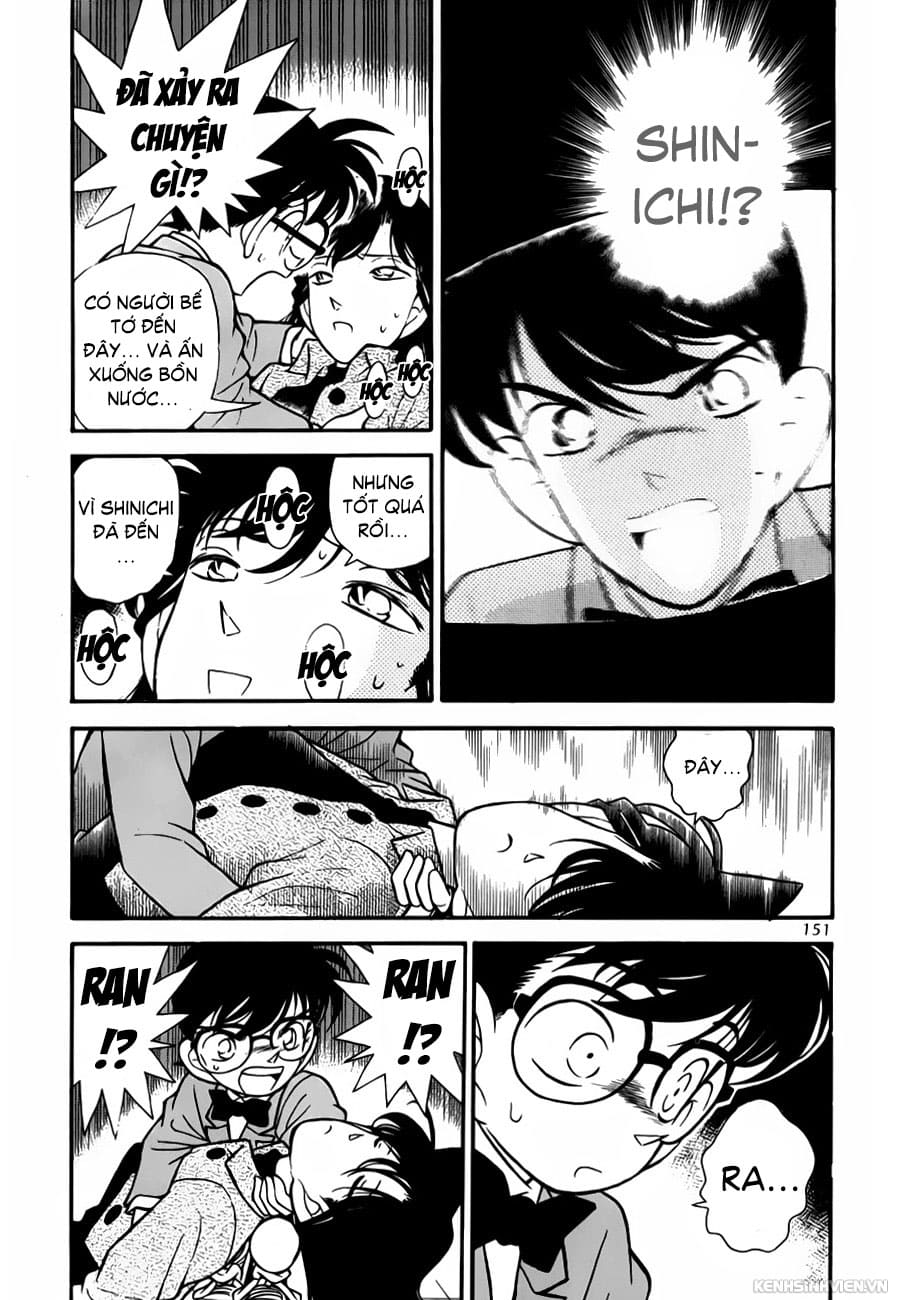 SHIN-
ICHI!?
ĐÃ XẢY RA
CHUYỆN
GÌ!?
HỘC
CÓ NGƯỜI BẾ
TỚ ĐẾN
ĐÂY... VÀ ẤN
XUỐNG BỒN
NƯỚC...
HỘC
HỘC
NHƯNG
TỐT QUÁ
RỒI...
HỘC
VÌ SHINICHI
ĐÃ ĐẾN
...
HỘC
HỘC
ĐÂY...
151
RA...
RAN
!?
RAN
!?
KENHSINHVIEN.VN